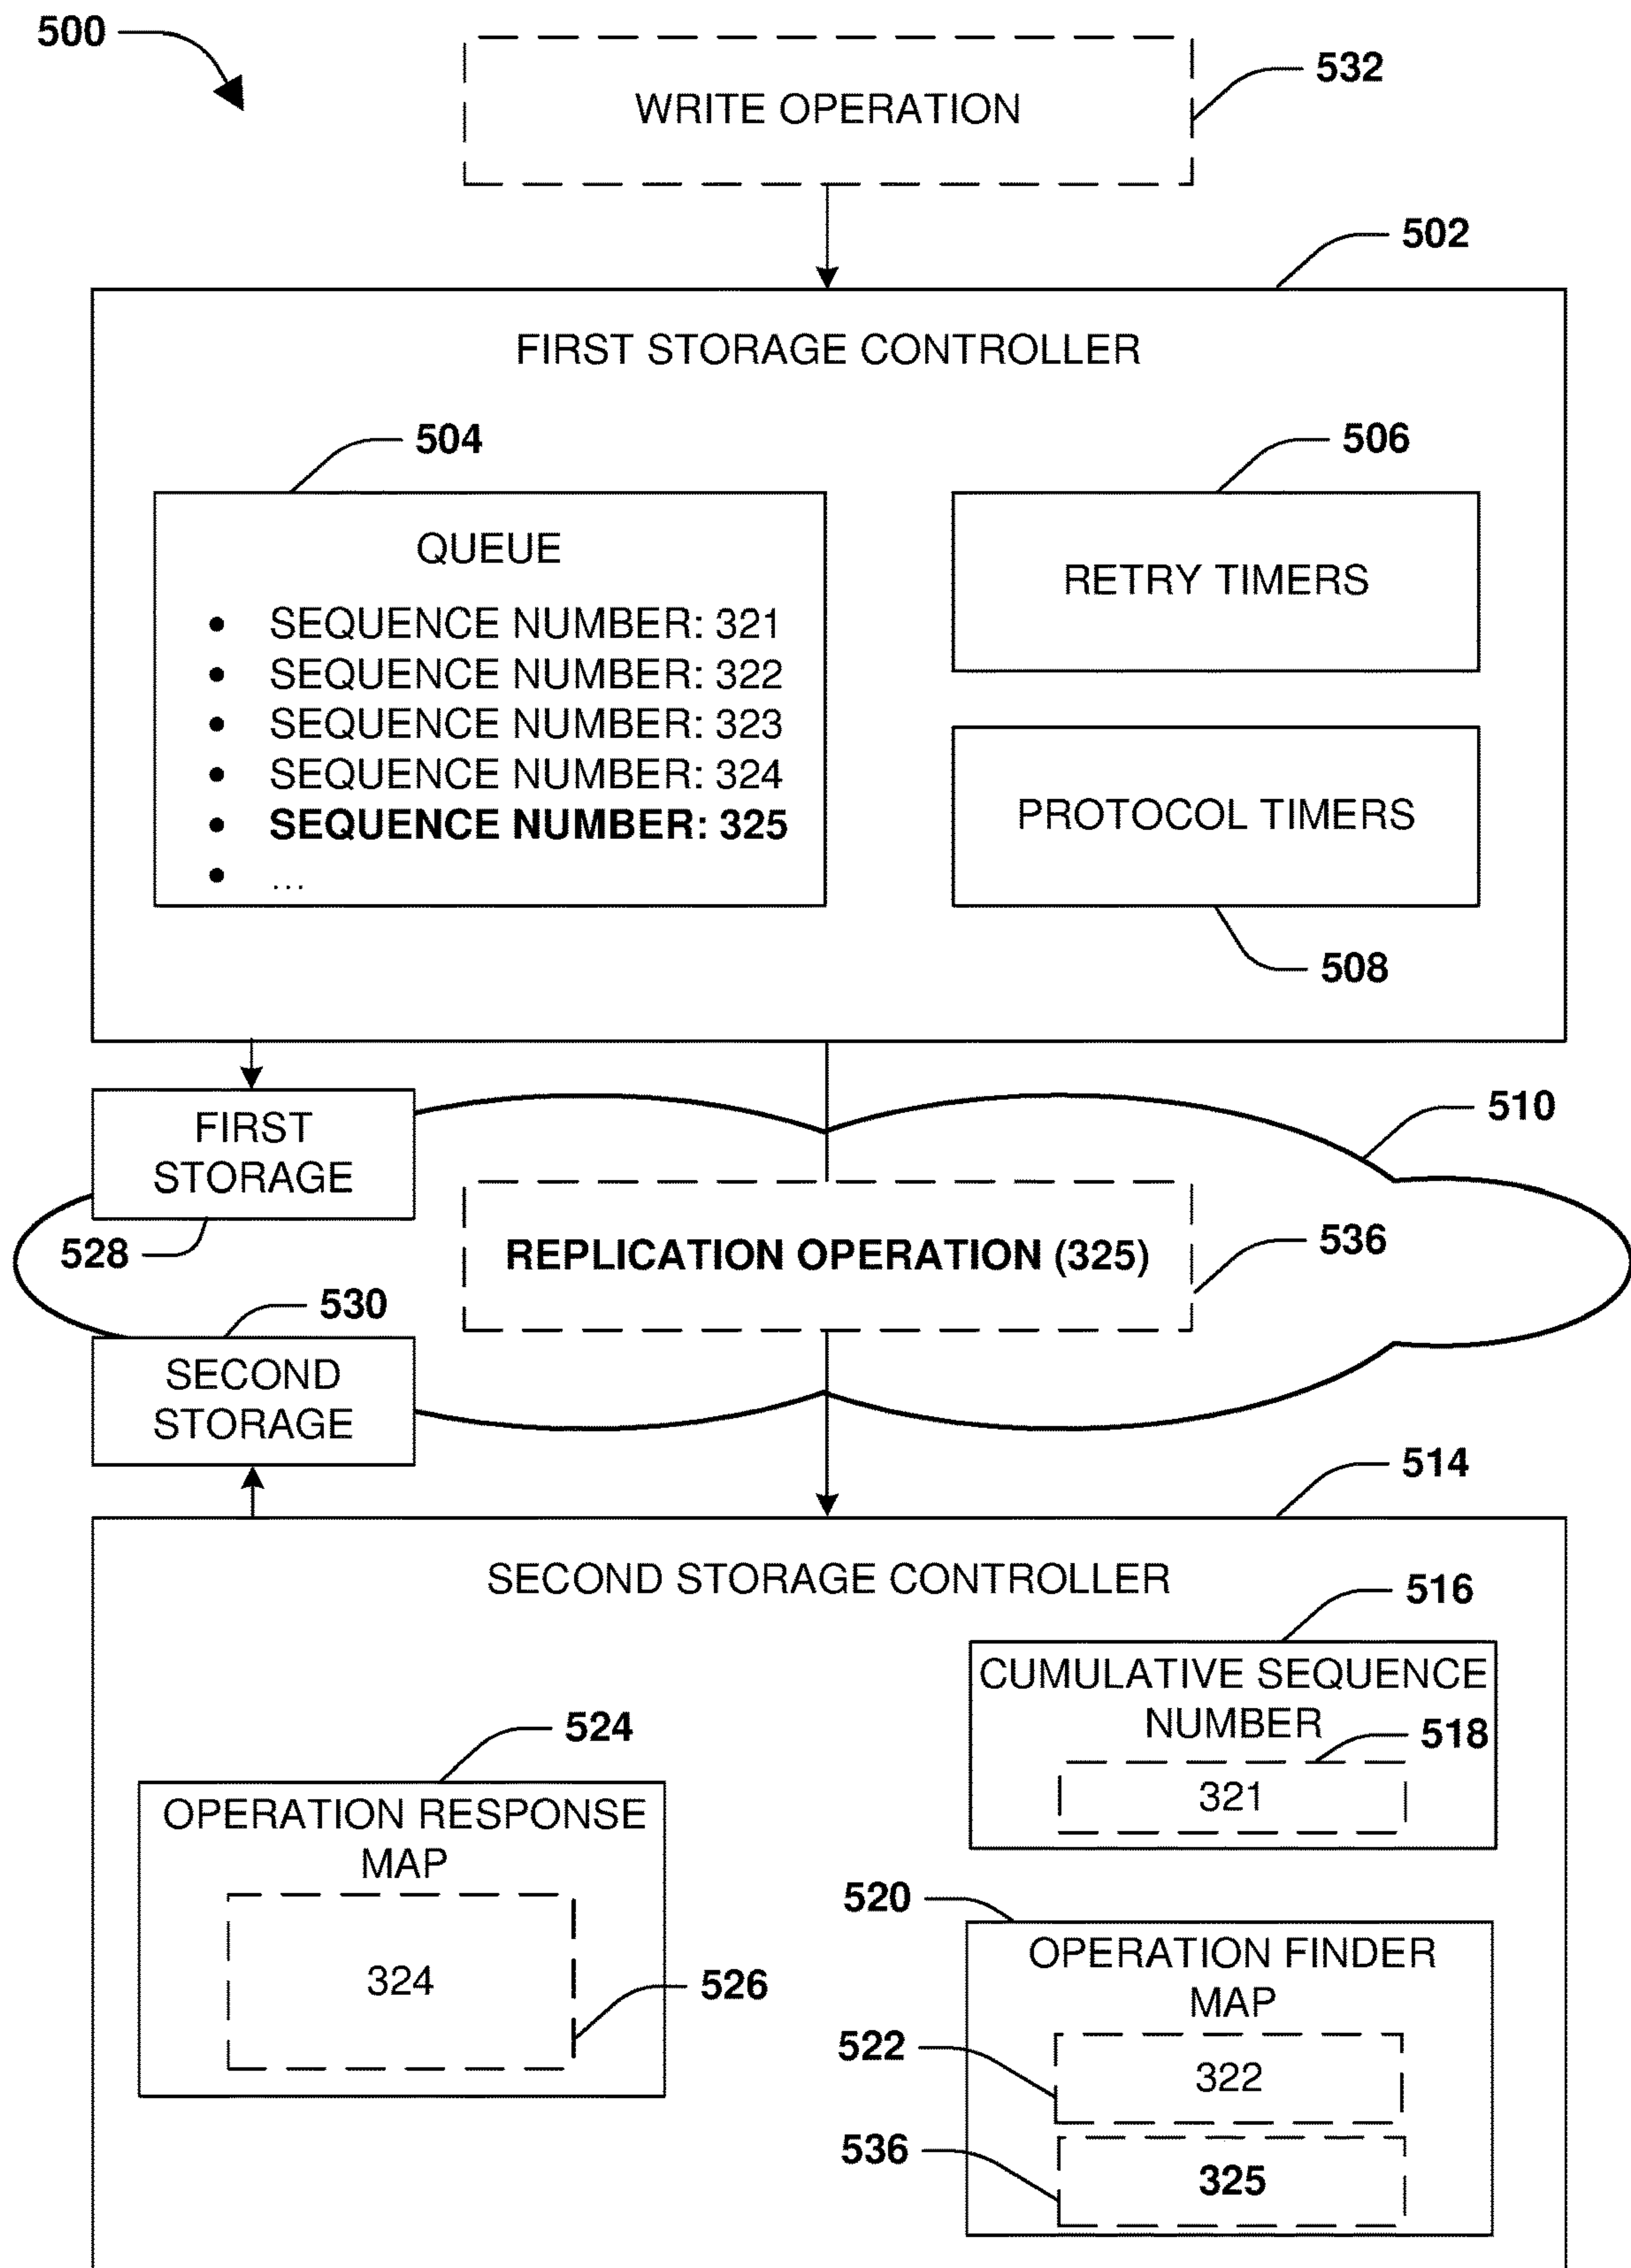 500
WRITE OPERATION
532
502
FIRST STORAGE CONTROLLER
504
506
QUEUE
• SEQUENCE NUMBER: 321
• SEQUENCE NUMBER: 322
• SEQUENCE NUMBER: 323
• SEQUENCE NUMBER: 324
• SEQUENCE NUMBER: 325
• ...
RETRY TIMERS
PROTOCOL TIMERS
508
FIRST
STORAGE
528
510
REPLICATION OPERATION (325)
536
530
SECOND
STORAGE
514
SECOND STORAGE CONTROLLER
516
CUMULATIVE SEQUENCE
NUMBER
518
321
524
OPERATION RESPONSE
MAP
324
526
520
OPERATION FINDER
MAP
522
322
536
325